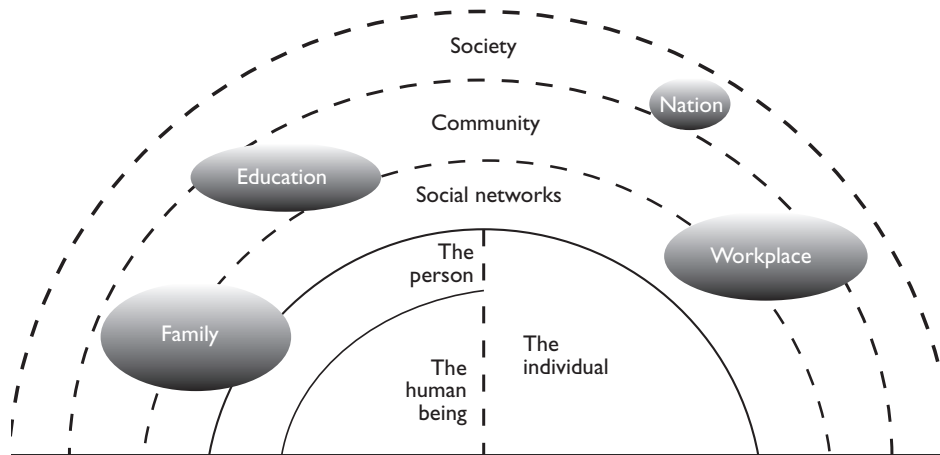 Society
Nation
Community
Education
Social networks
The
person
Workplace
Family
The
individual
The
human
being